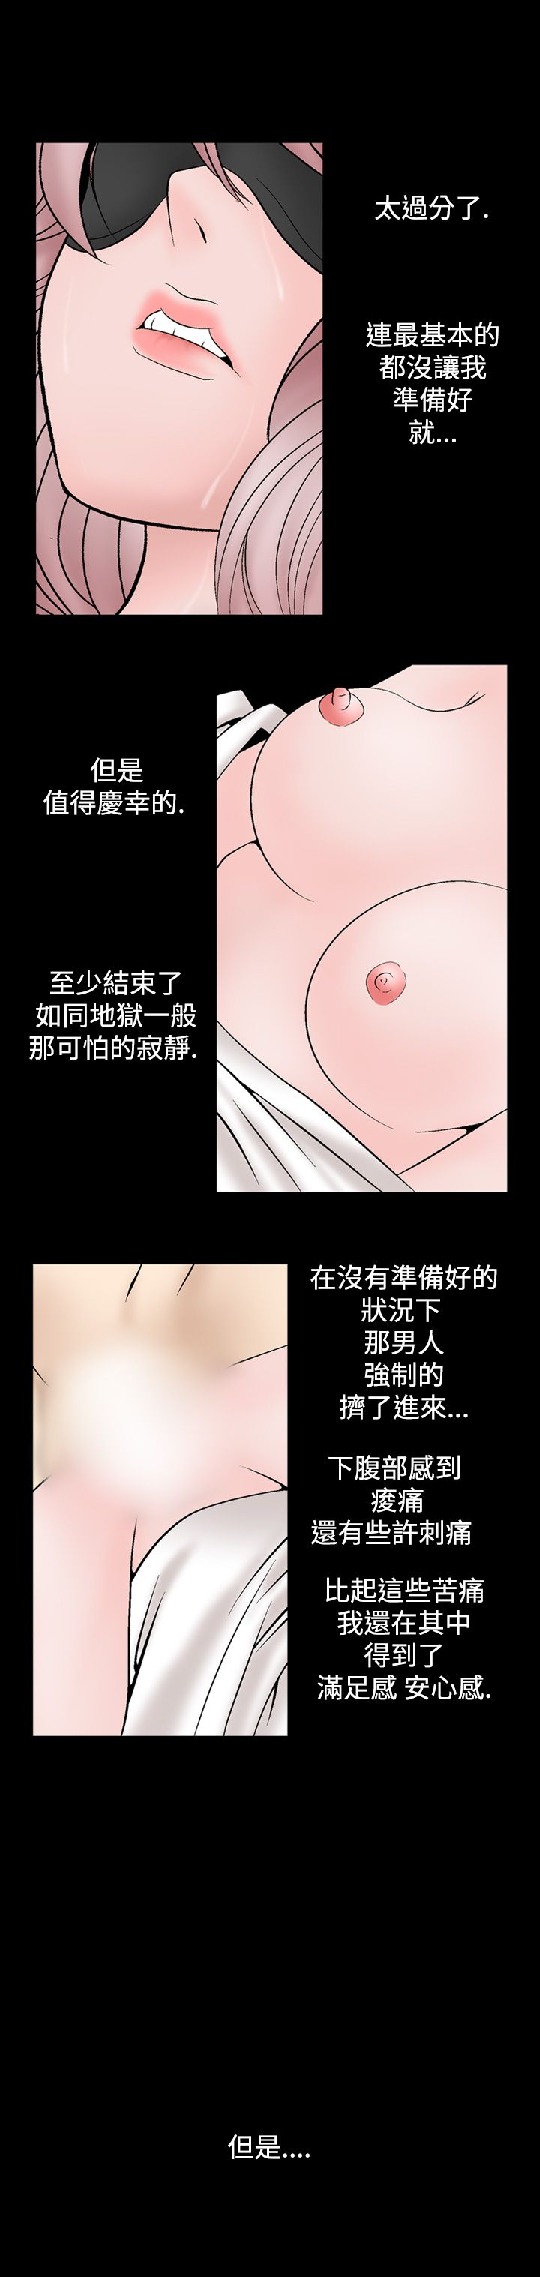 太過分了.
連最基本的
都沒讓我
準備好
就...
但是
值得慶幸的.
至少結束了
如同地獄一般
那可怕的寂靜.
在沒有準備好的
狀況下
那男人
強制的
擠了進來...
下腹部感到
痠痛
還有些許刺痛
比起這些苦痛
我還在其中
得到了
滿足感 安心感.
但是....